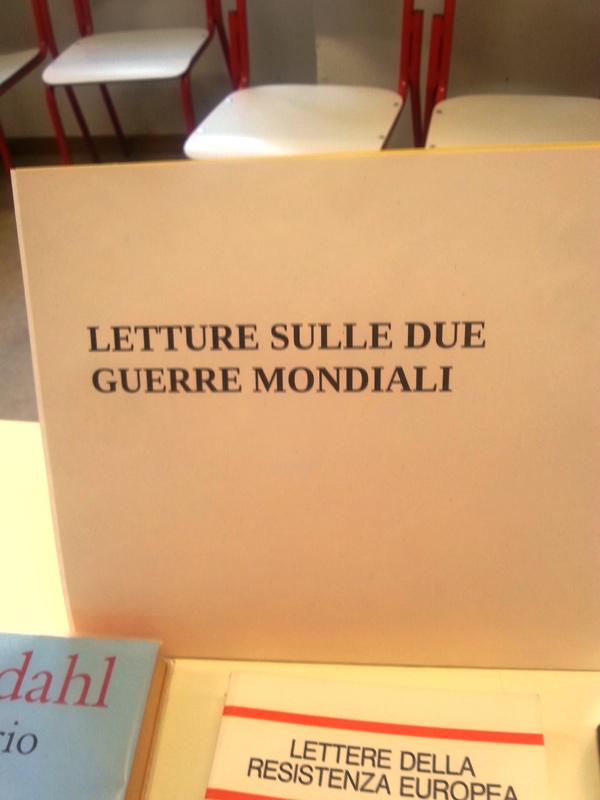 LETTURE SULLE DUE
GUERRE MONDIALI
dahl
rio
LETTERE DELLA
RESISTENZA EUROPEA